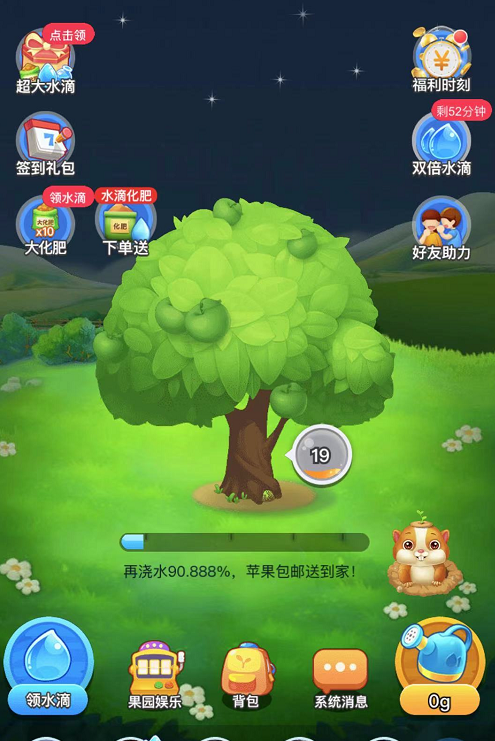 点击领
超大水滴
福利时刻
剩52分钟
7
签到礼包
双倍水滴
领水滴
水滴化肥
大化肥
x10
化肥
大化肥
下单送
好友助力
19
再浇水90.888%，苹果包邮送到家！
领水滴
果园娱乐
背包
系统消息
0g